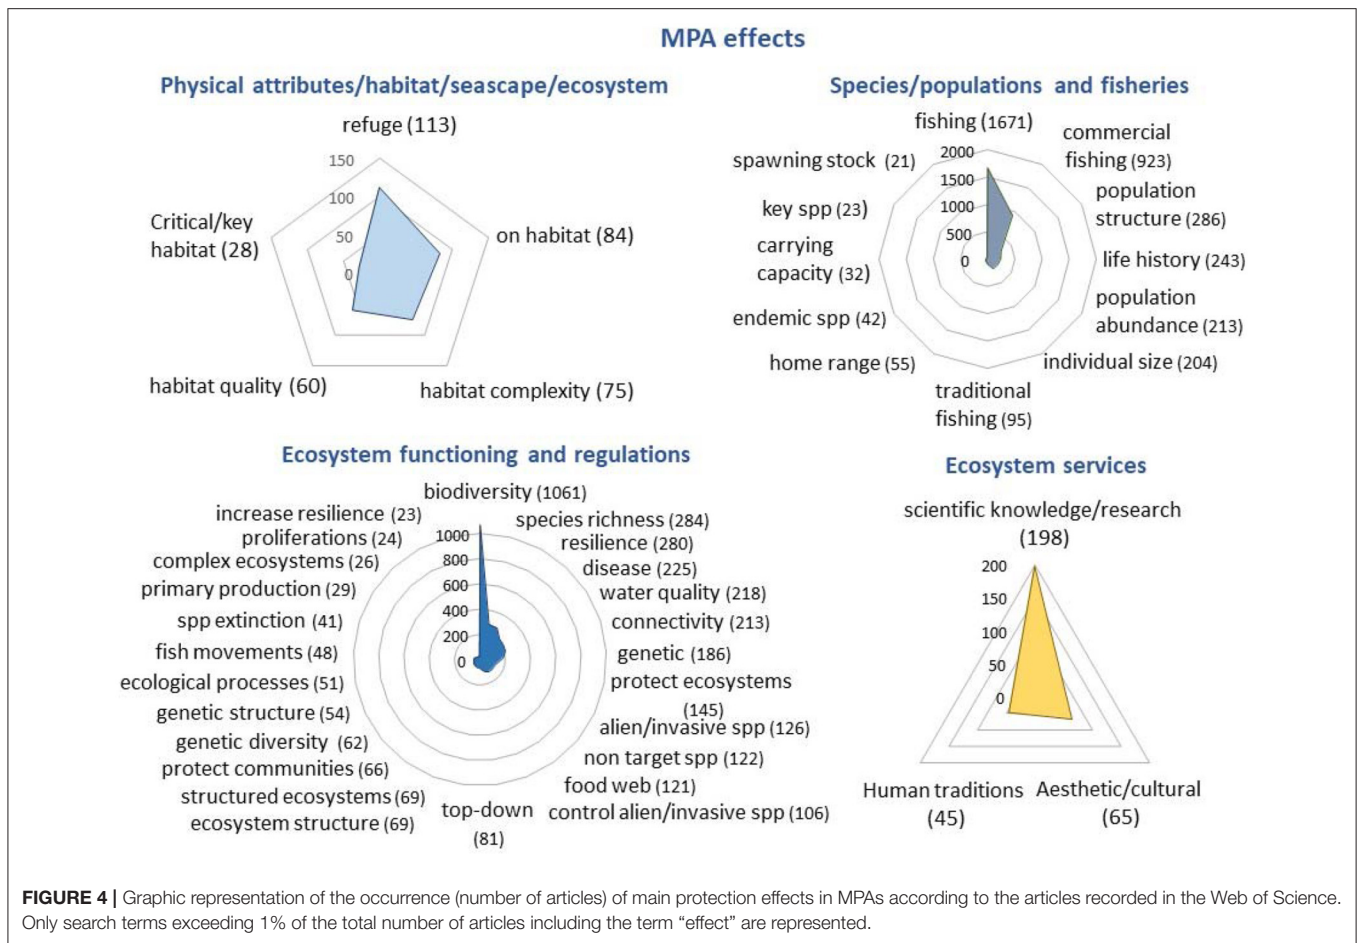 MPA effects
Physical attributes/habitat/seascape/ecosystem
refuge (113)
150
100
50
0
on habitat (84)
habitat complexity (75)
habitat quality (60)
Critical/key
habitat (28)
Species/populations and fisheries
fishing (1671)
2000
1500
1000
500
0
commercial
fishing (923)
population
structure (286)
life history (243)
population
abundance (213)
individual size (204)
traditional
fishing (95)
home range (55)
endemic spp (42)
carrying
capacity (32)
key spp (23)
spawning stock (21)
Ecosystem functioning and regulations
biodiversity (1061)
1000
800
600
400
200
0
species richness (284)
resilience (280)
disease (225)
water quality (218)
connectivity (213)
genetic (186)
protect ecosystems
(145)
alien/invasive spp (126)
non target spp (122)
food web (121)
control alien/invasive spp (106)
top-down
(81)
ecosystem structure (69)
structured ecosystems (69)
protect communities (66)
genetic diversity (62)
genetic structure (54)
ecological processes (51)
fish movements (48)
spp extinction (41)
primary production (29)
complex ecosystems (26)
proliferations (24)
increase resilience (23)
Ecosystem services
scientific knowledge/research
(198)
200
150
100
50
0
Aesthetic/cultural
(65)
Human traditions
(45)
FIGURE 4 | Graphic representation of the occurrence (number of articles) of main protection effects in MPAs according to the articles recorded in the Web of Science.
Only search terms exceeding 1% of the total number of articles including the term “effect” are represented.